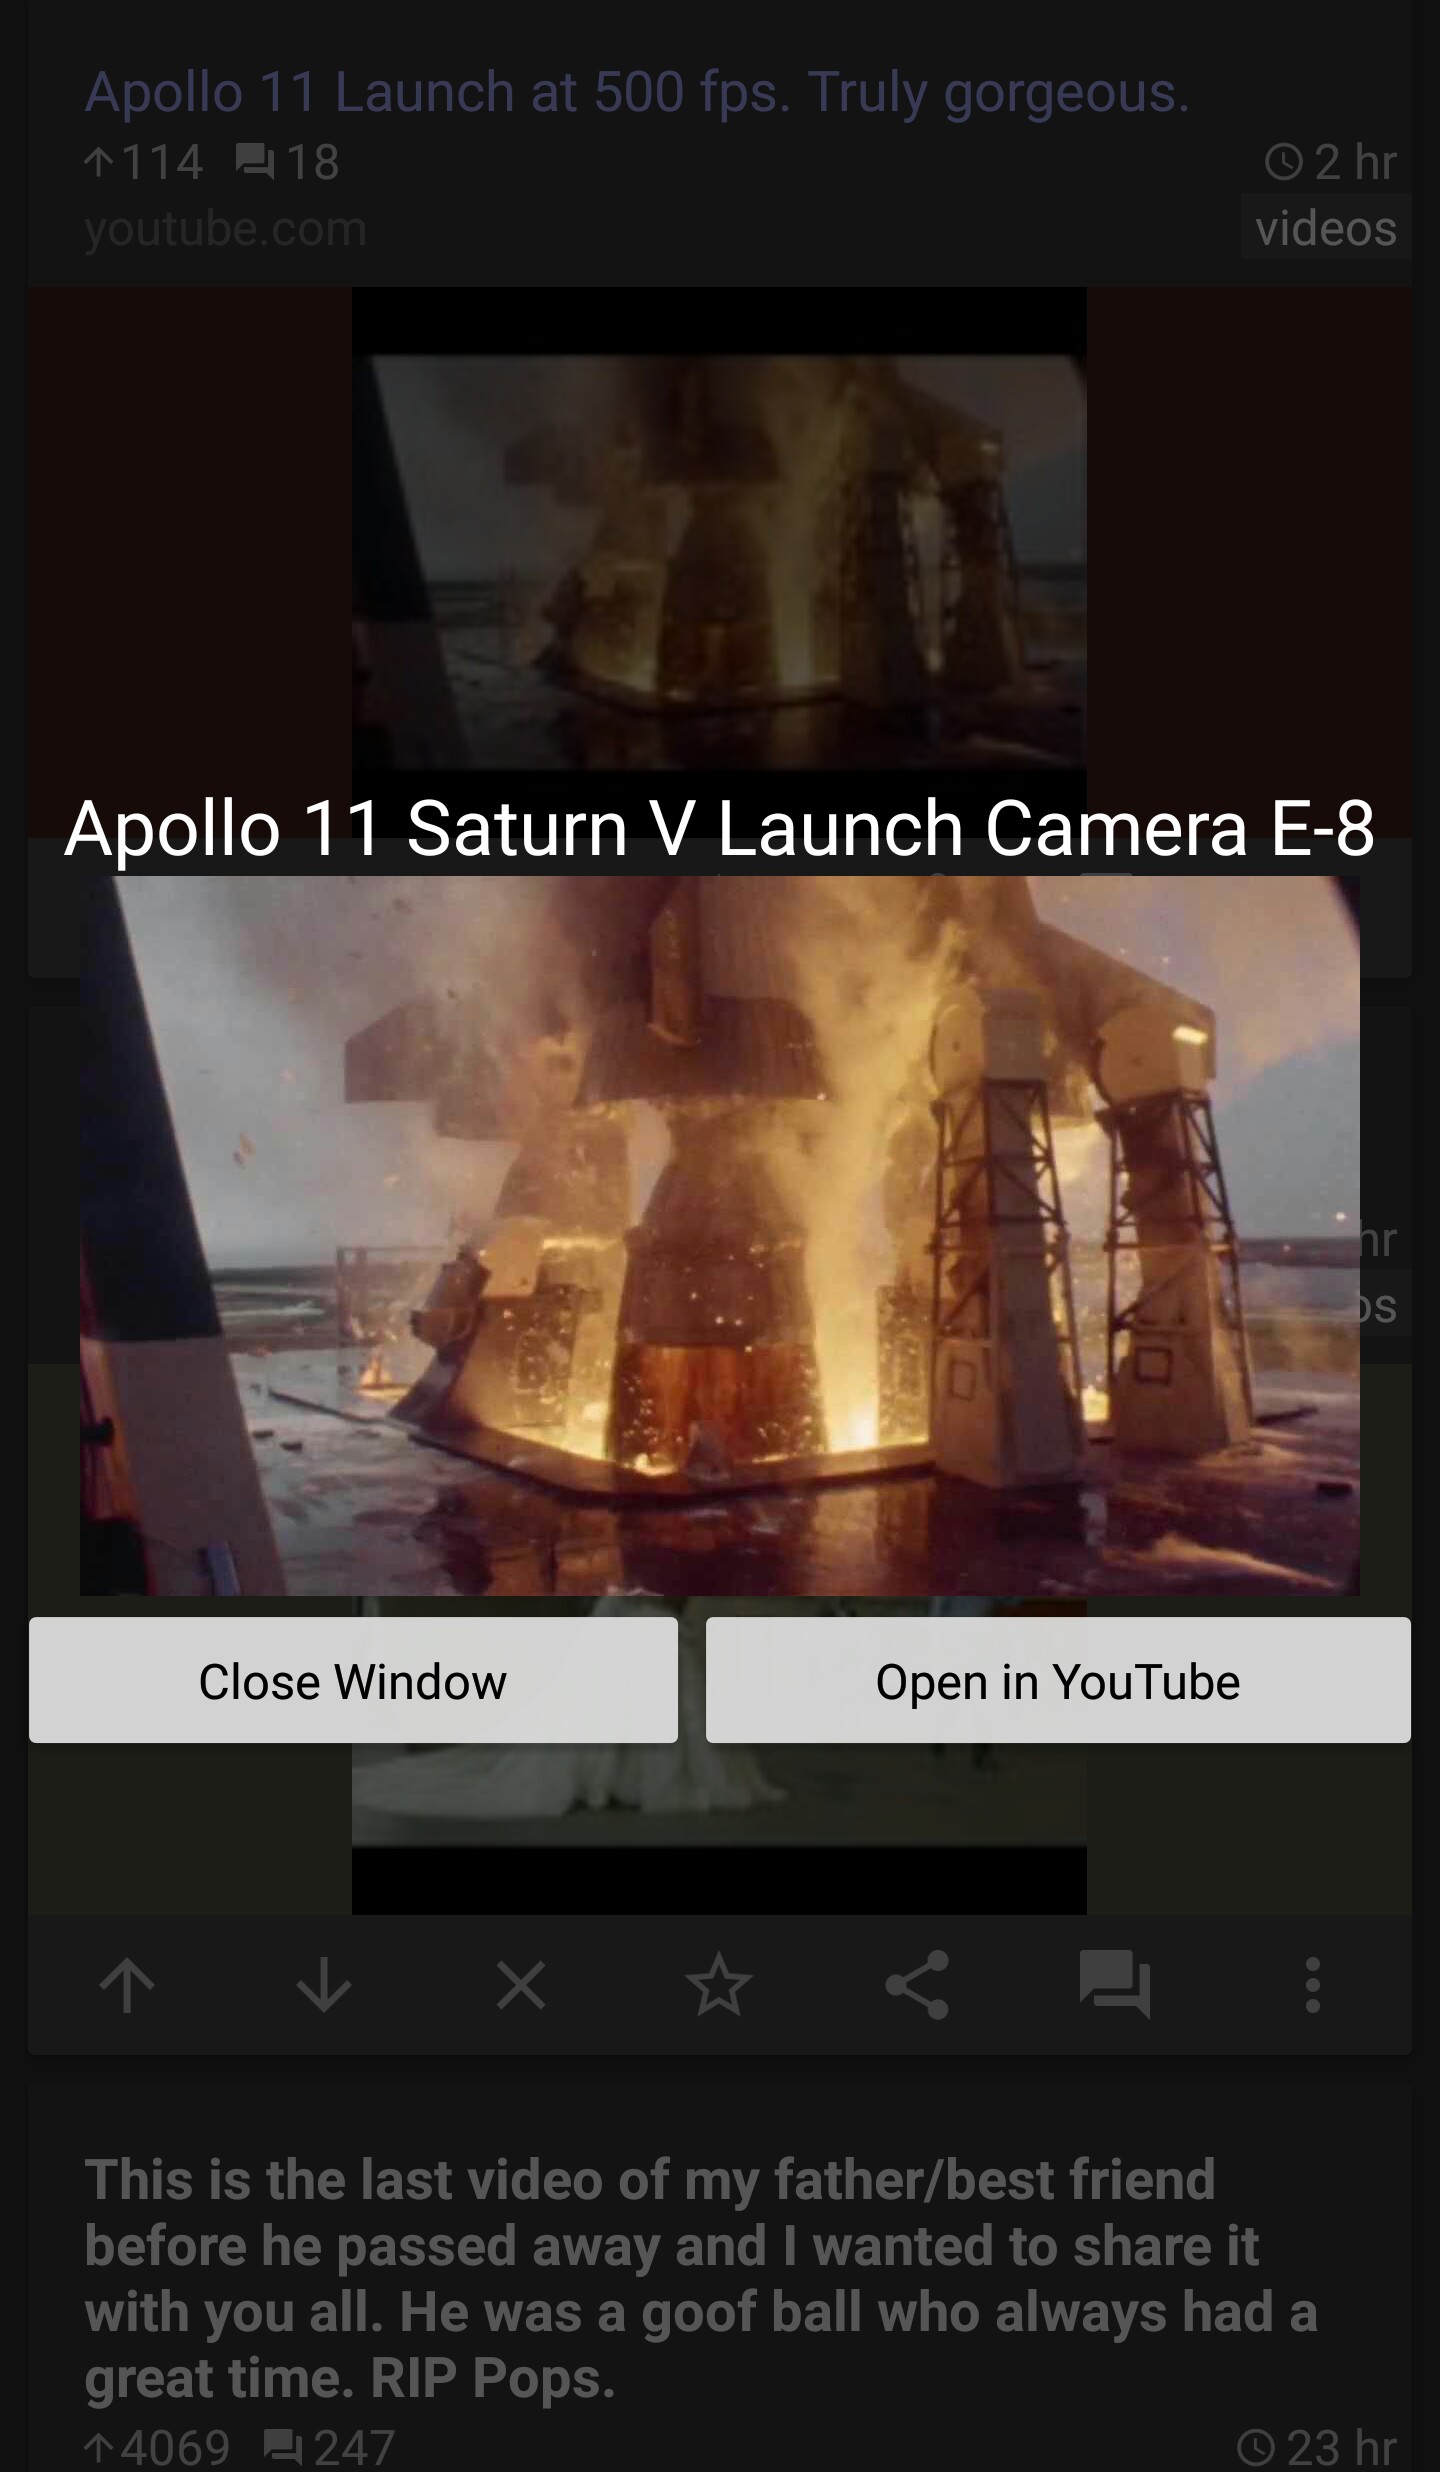 Apollo 11 Launch at 500 fps. Truly gorgeous.
114 18 2 hr
youtube.com videos
Apollo 11 Saturn V Launch Camera E-8
hr
os
Close Window Open in YouTube
This is the last video of my father/best friend
before he passed away and I wanted to share it
with you all. He was a goof ball who always had a
great time. RIP Pops.
4069 247 23 hr